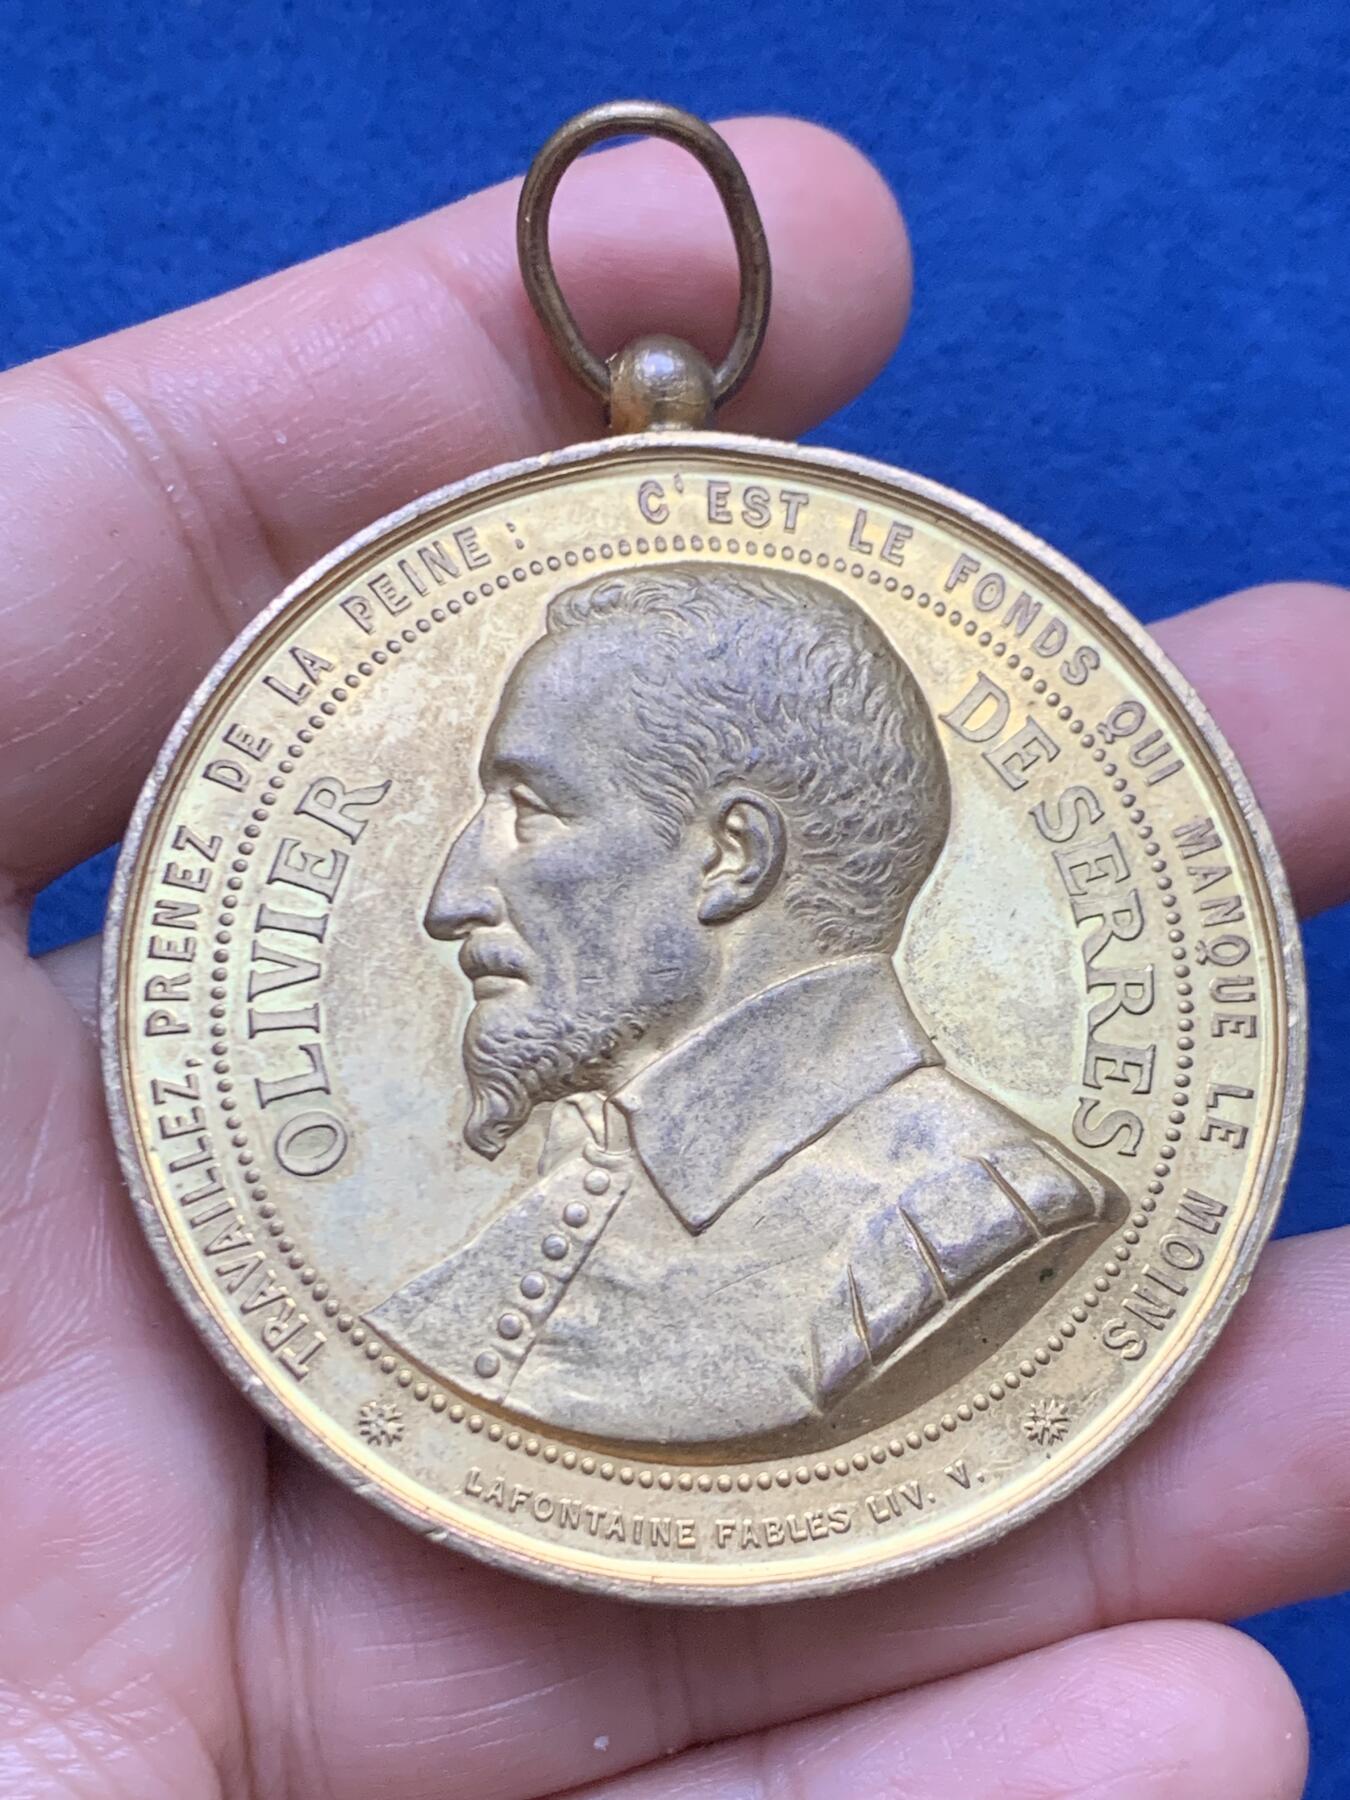 TRAVAILLEZ, PRENEZ DE LA PEINE: C'EST LE FONDS QUI MANQUE LE MOINS
OLIVIER DE SERRES
LAFONTAINE FABLES LIV. V.